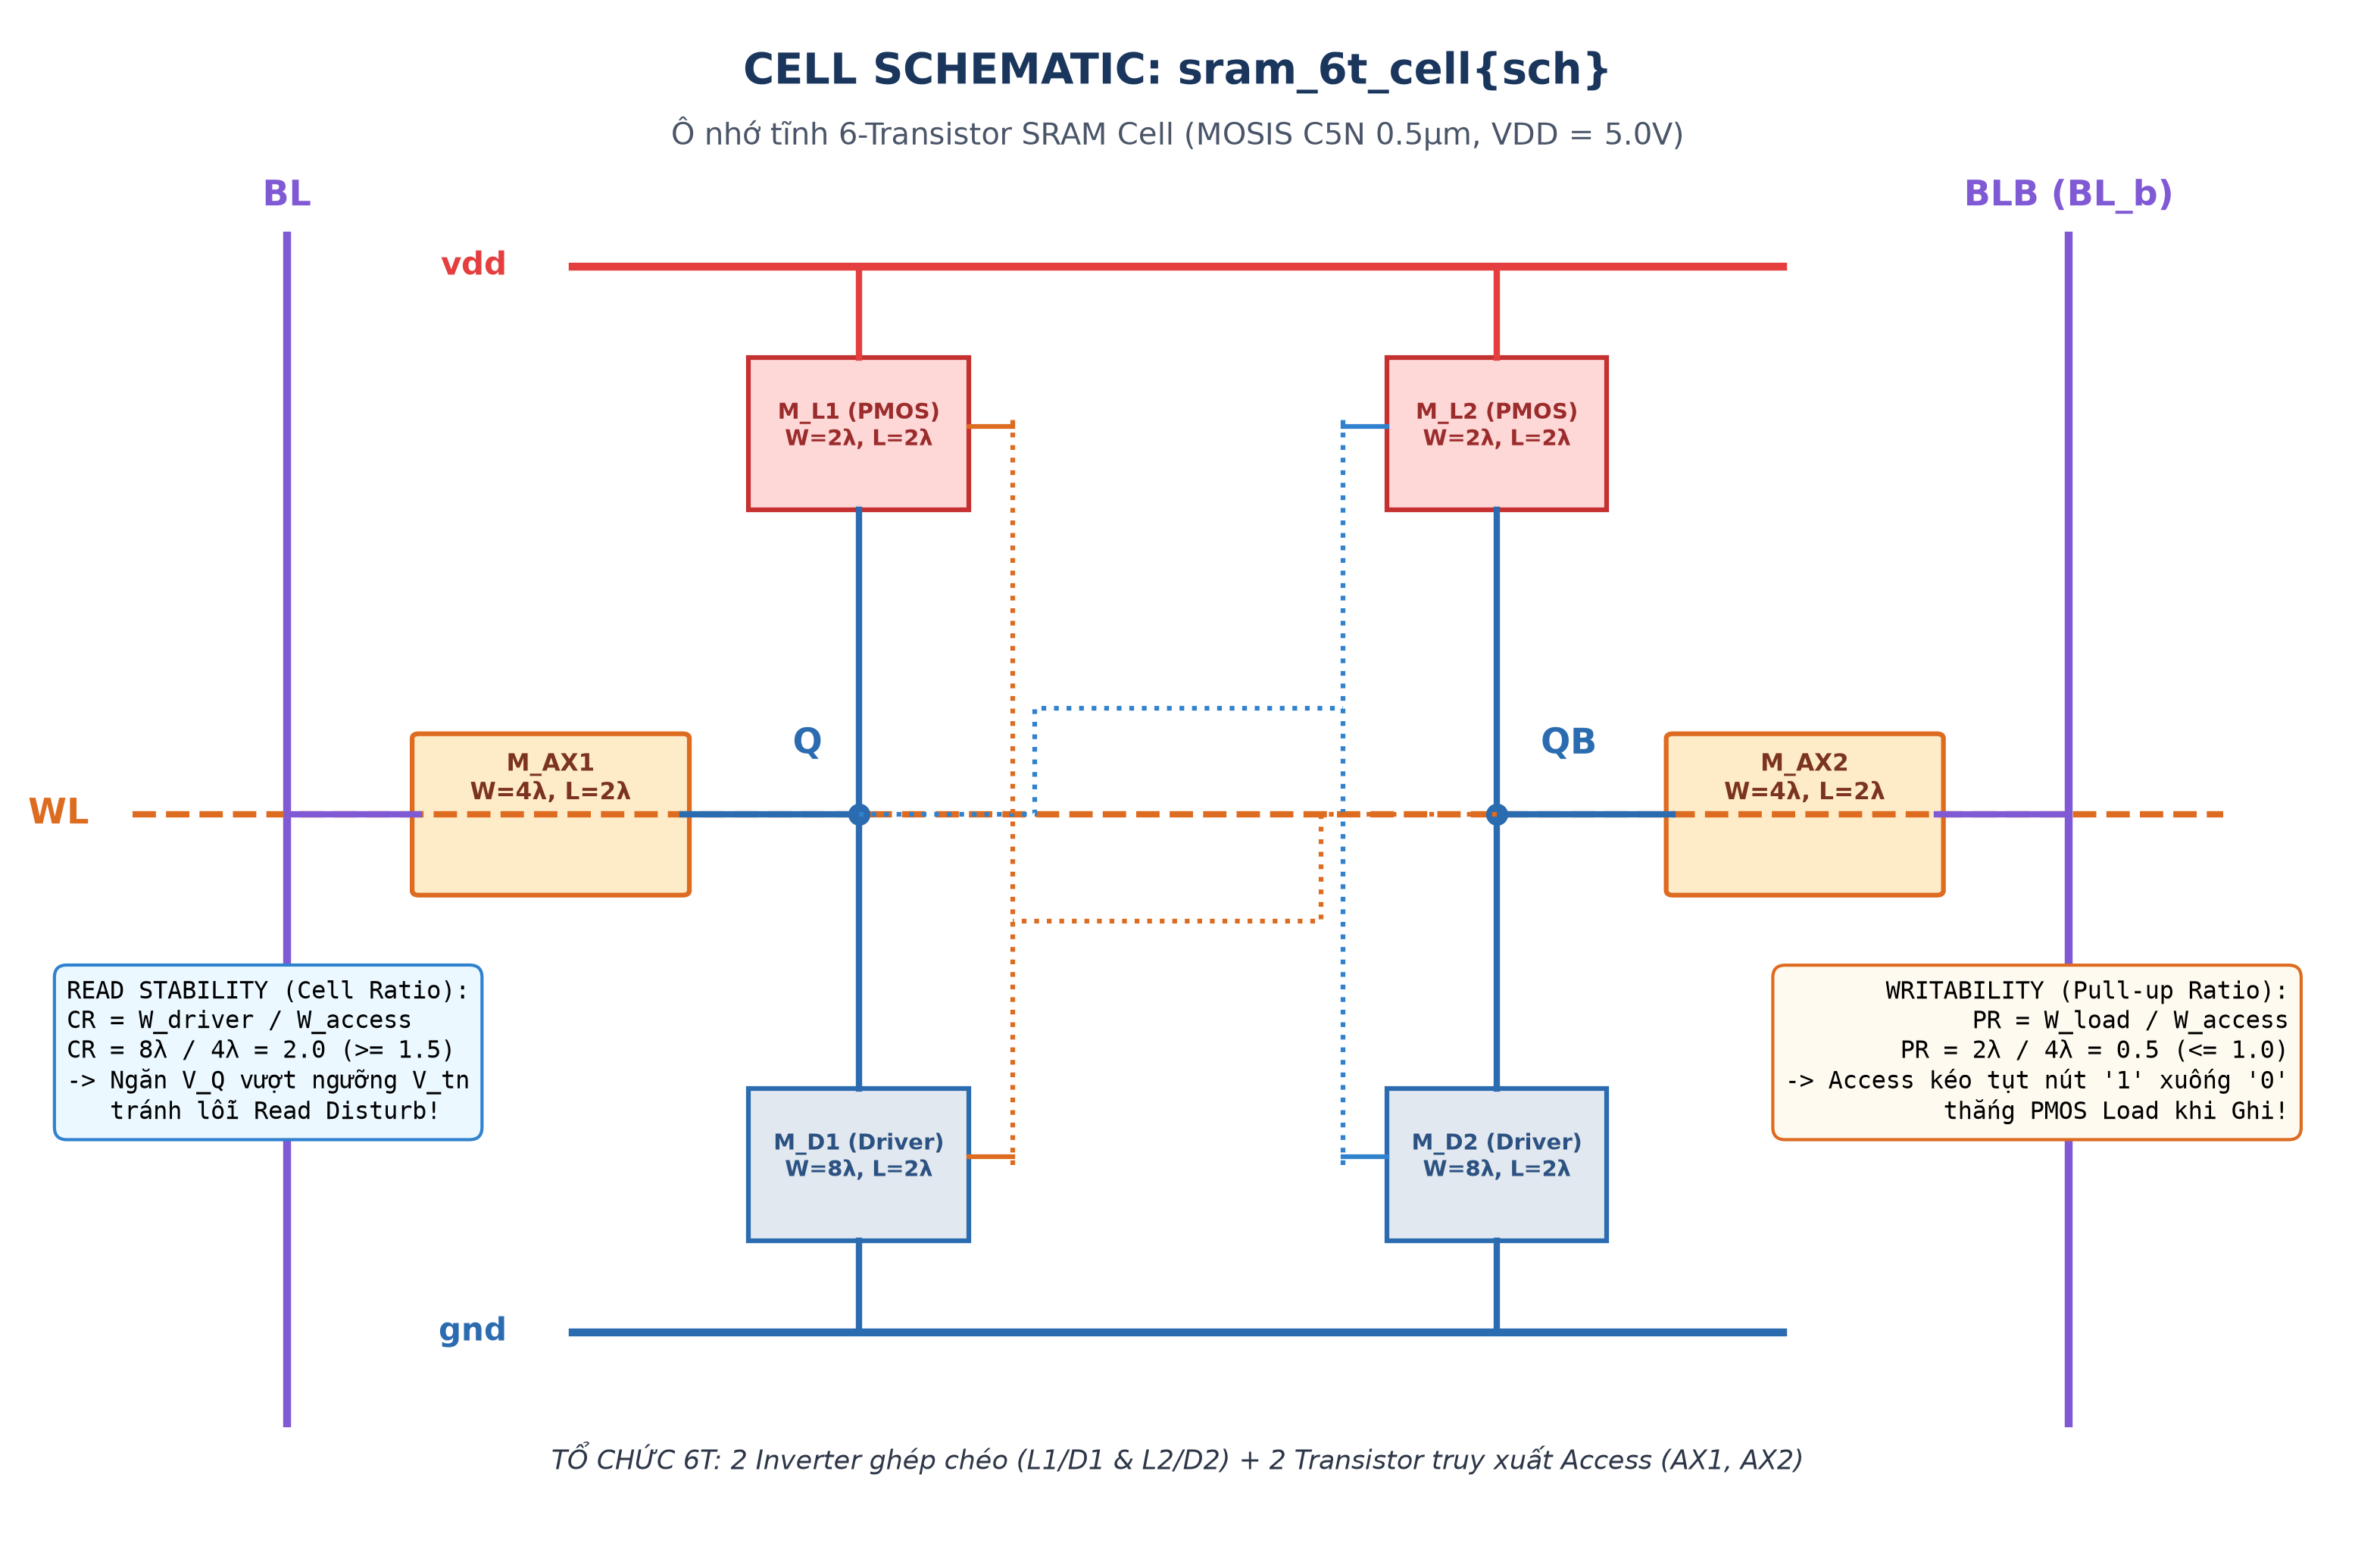 CELL SCHEMATIC: sram_6t_cell{sch}
Ô nhớ tĩnh 6-Transistor SRAM Cell (MOSIS C5N 0.5μm, VDD = 5.0V)
BL
BLB (BL_b)
vdd
M_L1 (PMOS)
W=2λ, L=2λ
M_L2 (PMOS)
W=2λ, L=2λ
Q
QB
M_AX1
W=4λ, L=2λ
M_AX2
W=4λ, L=2λ
WL
READ STABILITY (Cell Ratio):
CR = W_driver / W_access
CR = 8λ / 4λ = 2.0 (>= 1.5)
-> Ngăn V_Q vượt ngưỡng V_tn
tránh lỗi Read Disturb!
WRITABILITY (Pull-up Ratio):
PR = W_load / W_access
PR = 2λ / 4λ = 0.5 (<= 1.0)
-> Access kéo tụt nút '1' xuống '0'
thắng PMOS Load khi Ghi!
M_D1 (Driver)
W=8λ, L=2λ
M_D2 (Driver)
W=8λ, L=2λ
gnd
TỔ CHỨC 6T: 2 Inverter ghép chéo (L1/D1 & L2/D2) + 2 Transistor truy xuất Access (AX1, AX2)